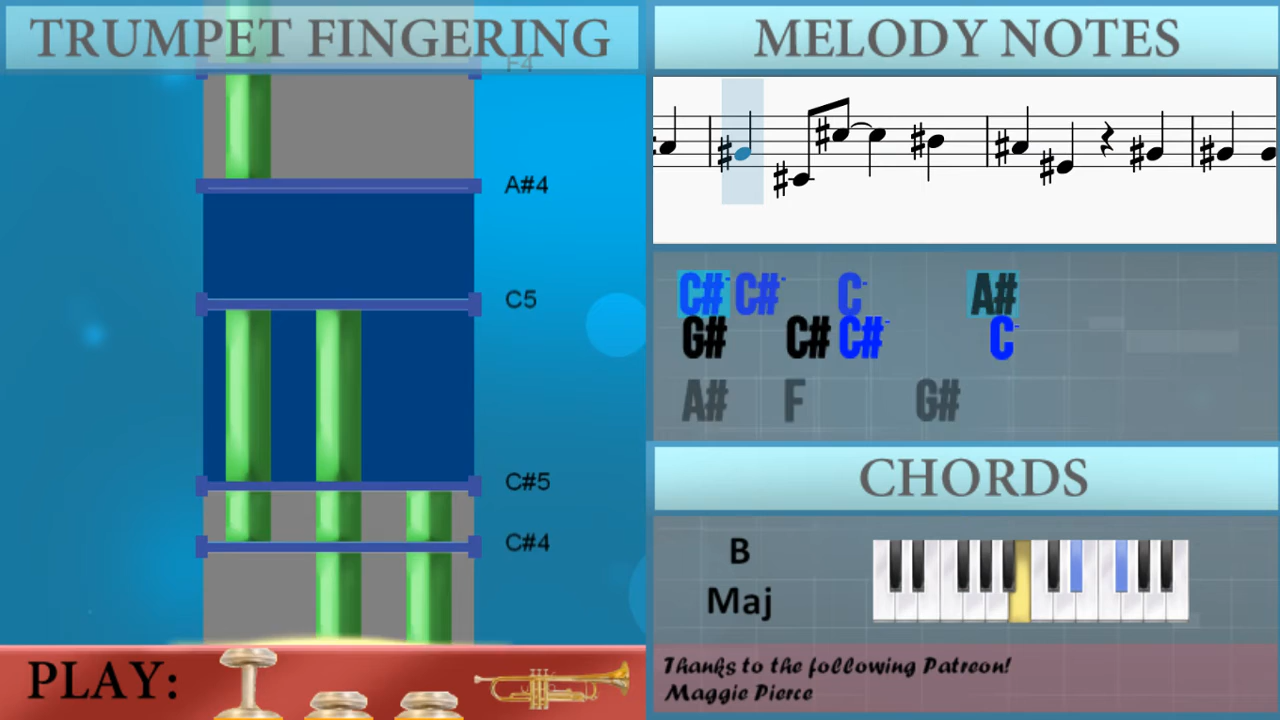 TRUMPET FINGERING
F4
A#4
C5
C#5
C#4
PLAY:
MELODY NOTES
C#- C#- C- A#
G# C# C#- C-
A# F G#
CHORDS
B
Maj
Thanks to the following Patreon!
Maggie Pierce